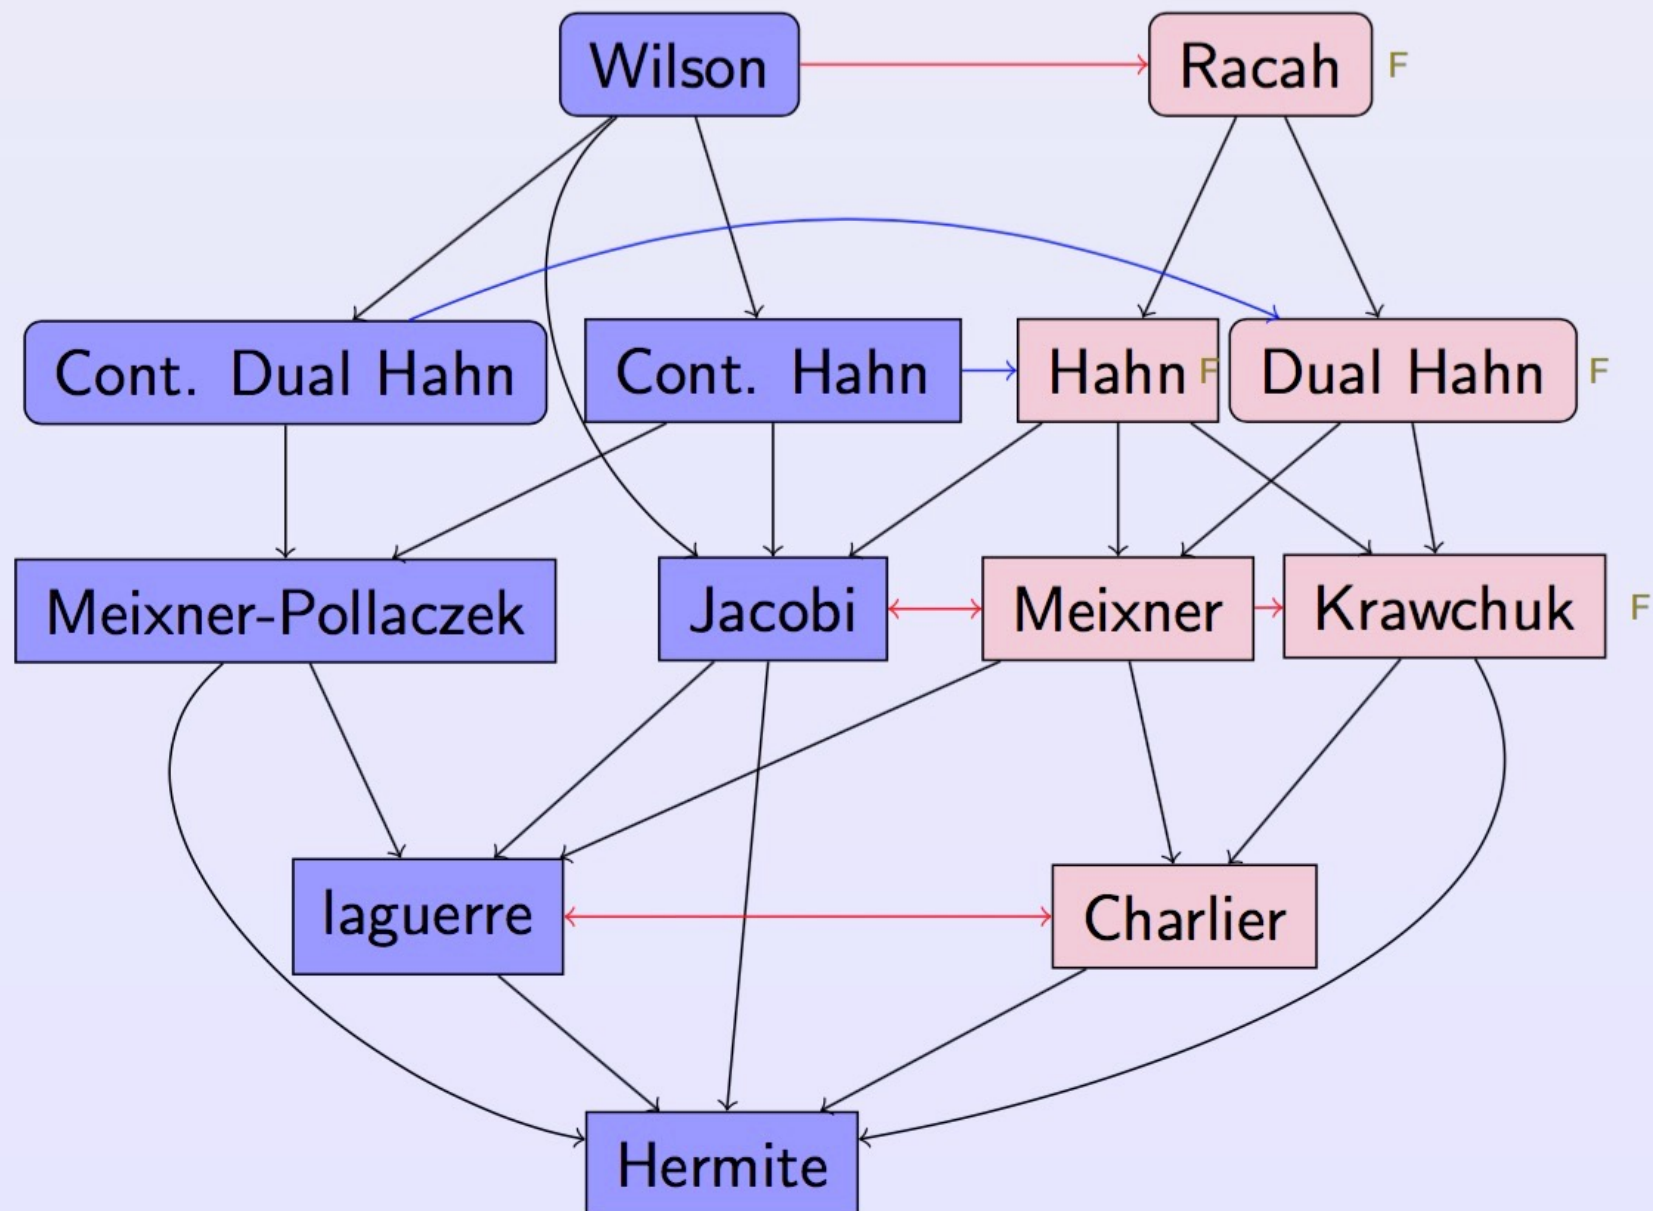 Wilson
Racah F
Cont. Dual Hahn
Cont. Hahn
Hahn F
Dual Hahn F
Meixner-Pollaczek
Jacobi
Meixner
Krawchuk F
laguerre
Charlier
Hermite